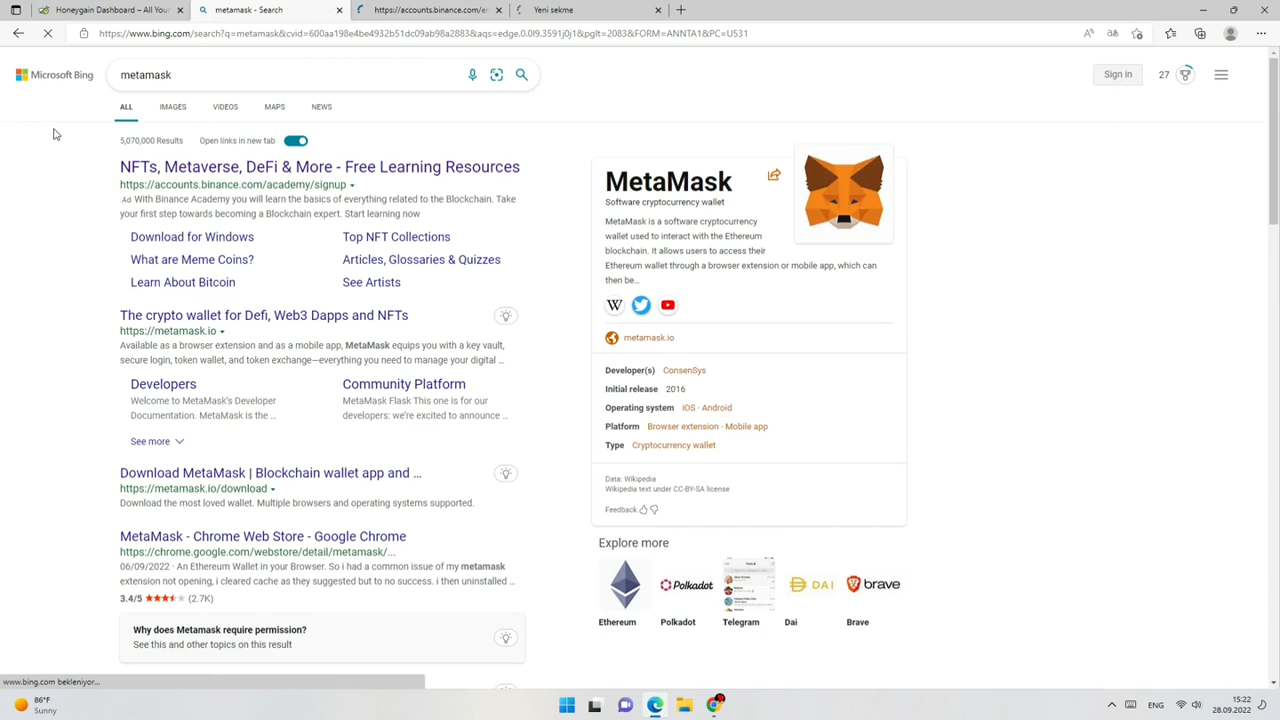 Honeygain Dashboard Your
metamask - Search
coinbase.com/en
Yeni sekme
https://www.bing.com/search?q=metamask&cvid=600aa198e4be4932b51dc09ab98a2883&aqs=edge.0.0l9.3591j0j1&pglt=2083&FORM=ANNTA1&PC=U531
Microsoft Bing
metamask
Sign in
27
ALL
IMAGES
VIDEOS
MAPS
NEWS
5,070,000 Results
Open links in new tab
NFTs, Metaverse, DeFi & More - Free Learning Resources
https://accounts.binance.com/academy/signup
Ad With Binance Academy you will learn the basics of everything related to the Blockchain. Take
your first step towards becoming a Blockchain expert. Start learning now
Download for Windows
Top NFT Collections
What are Meme Coins?
Articles, Glossaries & Quizzes
Learn About Bitcoin
See Artists
The crypto wallet for Defi, Web3 Dapps and NFTs
https://metamask.io
Available as a browser extension and as a mobile app, MetaMask equips you with a key vault,
secure login, token wallet, and token exchange—everything you need to manage your digital ...
Developers
Welcome to MetaMask's Developer
Documentation. MetaMask is the ...
Community Platform
MetaMask Flask This one is for our
developers: we're excited to announce ...
See more
Download MetaMask | Blockchain wallet app and ...
https://metamask.io/download
Download the most loved wallet. Multiple browsers and operating systems supported.
MetaMask - Chrome Web Store - Google Chrome
https://chrome.google.com/webstore/detail/metamask/...
06/09/2022 · An Ethereum Wallet in your Browser. So i had a common issue of my metamask
extension not opening, i cleared cache as they suggested but to no success. i then uninstalled ...
3.4/5
(2.7K)
Why does Metamask require permission?
See this and other topics on this result
MetaMask
Software cryptocurrency wallet
MetaMask is a software cryptocurrency
wallet used to interact with the Ethereum
blockchain. It allows users to access their
Ethereum wallet through a browser extension or mobile app, which can
then be...
W
metamask.io
Developer(s) ConsenSys
Initial release 2016
Operating system iOS · Android
Platform Browser extension · Mobile app
Type Cryptocurrency wallet
Data: Wikipedia
Wikipedia text under CC-BY-SA license
Feedback
Explore more
Polkadot
DAI
brave
Ethereum
Polkadot
Telegram
Dai
Brave
www.bing.com bekleniyor...
86°F
Sunny
ENG
15:22
28.09.2022